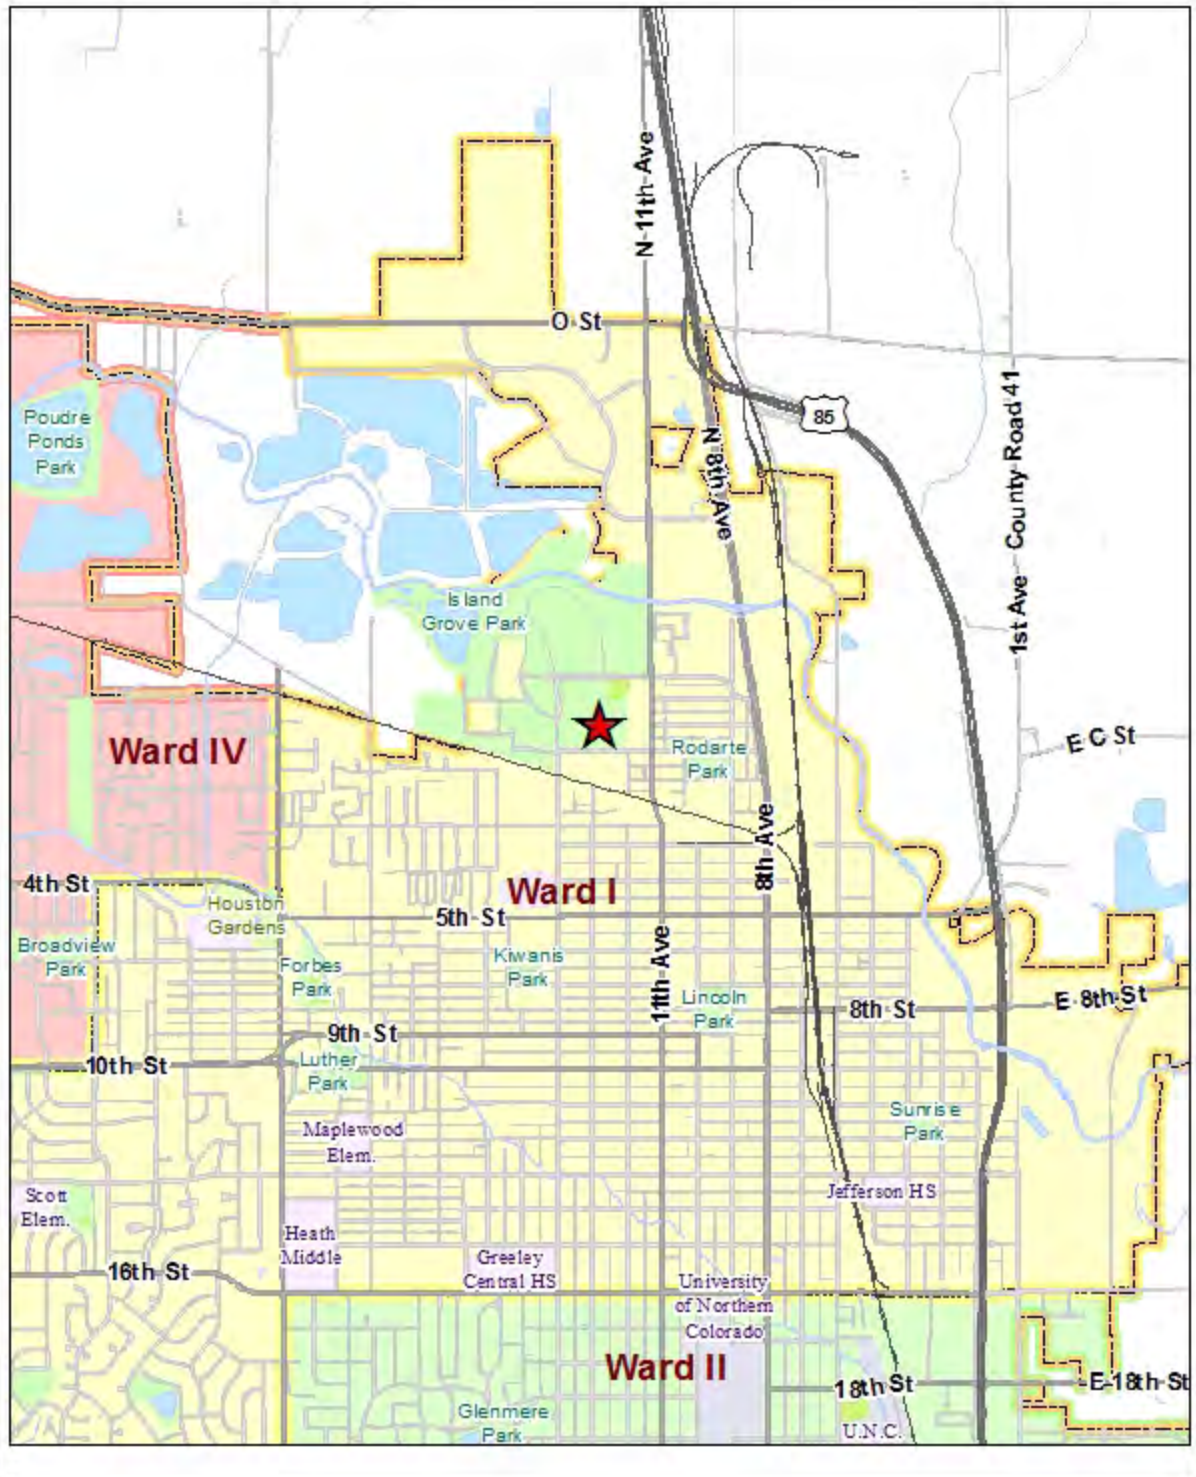 N 11th Ave
O St
85
Poudre
Ponds
Park
N 8th Ave
1st Ave County Road 41
Island
Grove Park
Ward IV
Rodarte
Park
E C St
8th Ave
4th St
Ward I
Houston
Gardens
5th St
Broadview
Park
Forbes
Park
Kiwanis
Park
11th Ave
Lincoln
Park
8th St
E 8th St
9th St
10th St
Luther
Park
Sunrise
Park
Maplewood
Elem.
Scott
Elem.
Jefferson HS
Heath
Middle
Greeley
Central HS
16th St
University
of Northern
Colorado
Ward II
18th St
E 18th St
Glenmere
Park
U.N.C.